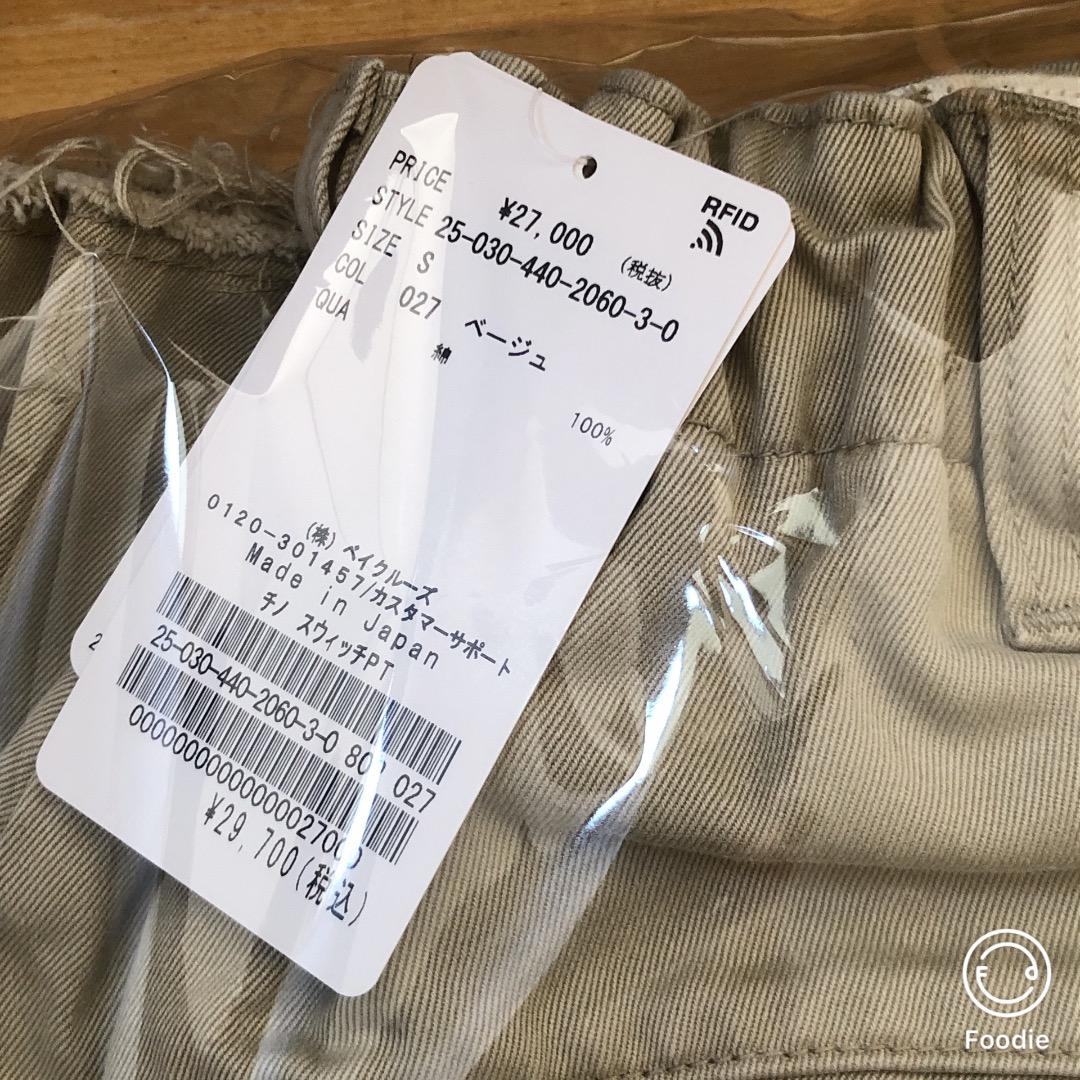 RFID
PRICE ¥27,000 (税抜)
STYLE 25-030-440-2060-3-0
SIZE S
COL 027 ベージュ
QUA 綿 100%
(株)ベイクルーズ
0120-301457/カスタマーサポート
Made in Japan
チノ スウィッチPT
25-030-440-2060-3-0 027
¥29,700(税込)
2
Foodie